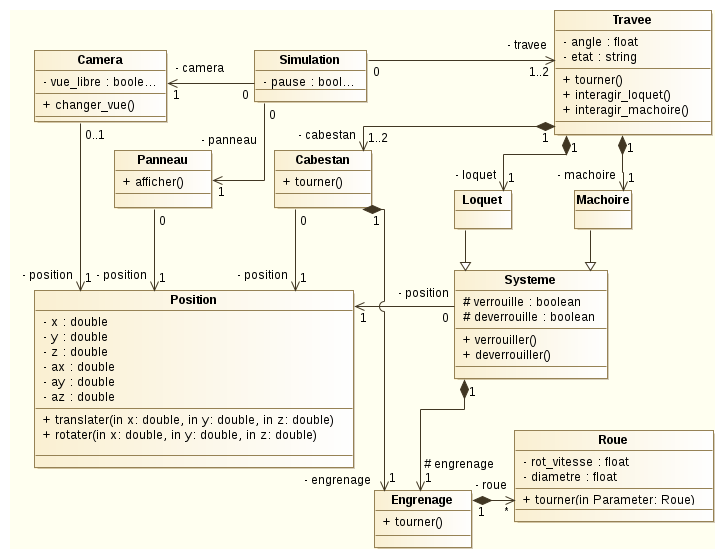 Travee
- angle : float
- etat : string
+ tourner()
+ interagir_loquet()
+ interagir_machoire()
Camera
- vue_libre : boole...
+ changer_vue()
Simulation
- pause : bool...
- camera
1
0
0
- travee
0
1..2
- panneau
1
Panneau
+ afficher()
Cabestan
+ tourner()
- cabestan
1..2
1
1
1
- loquet
1
- machoire
1
Loquet
Machoire
0..1
0
0
1
- position
1
- position
1
- position
1
Position
- x : double
- y : double
- z : double
- ax : double
- ay : double
- az : double
+ translater(in x: double, in y: double, in z: double)
+ rotater(in x: double, in y: double, in z: double)
- position
1
0
Systeme
# verrouille : boolean
# deverrouille : boolean
+ verrouiller()
+ deverrouiller()
1
- engrenage
1
# engrenage
1
Engrenage
+ tourner()
- roue
1
*
Roue
- rot_vitesse : float
- diametre : float
+ tourner(in Parameter: Roue)